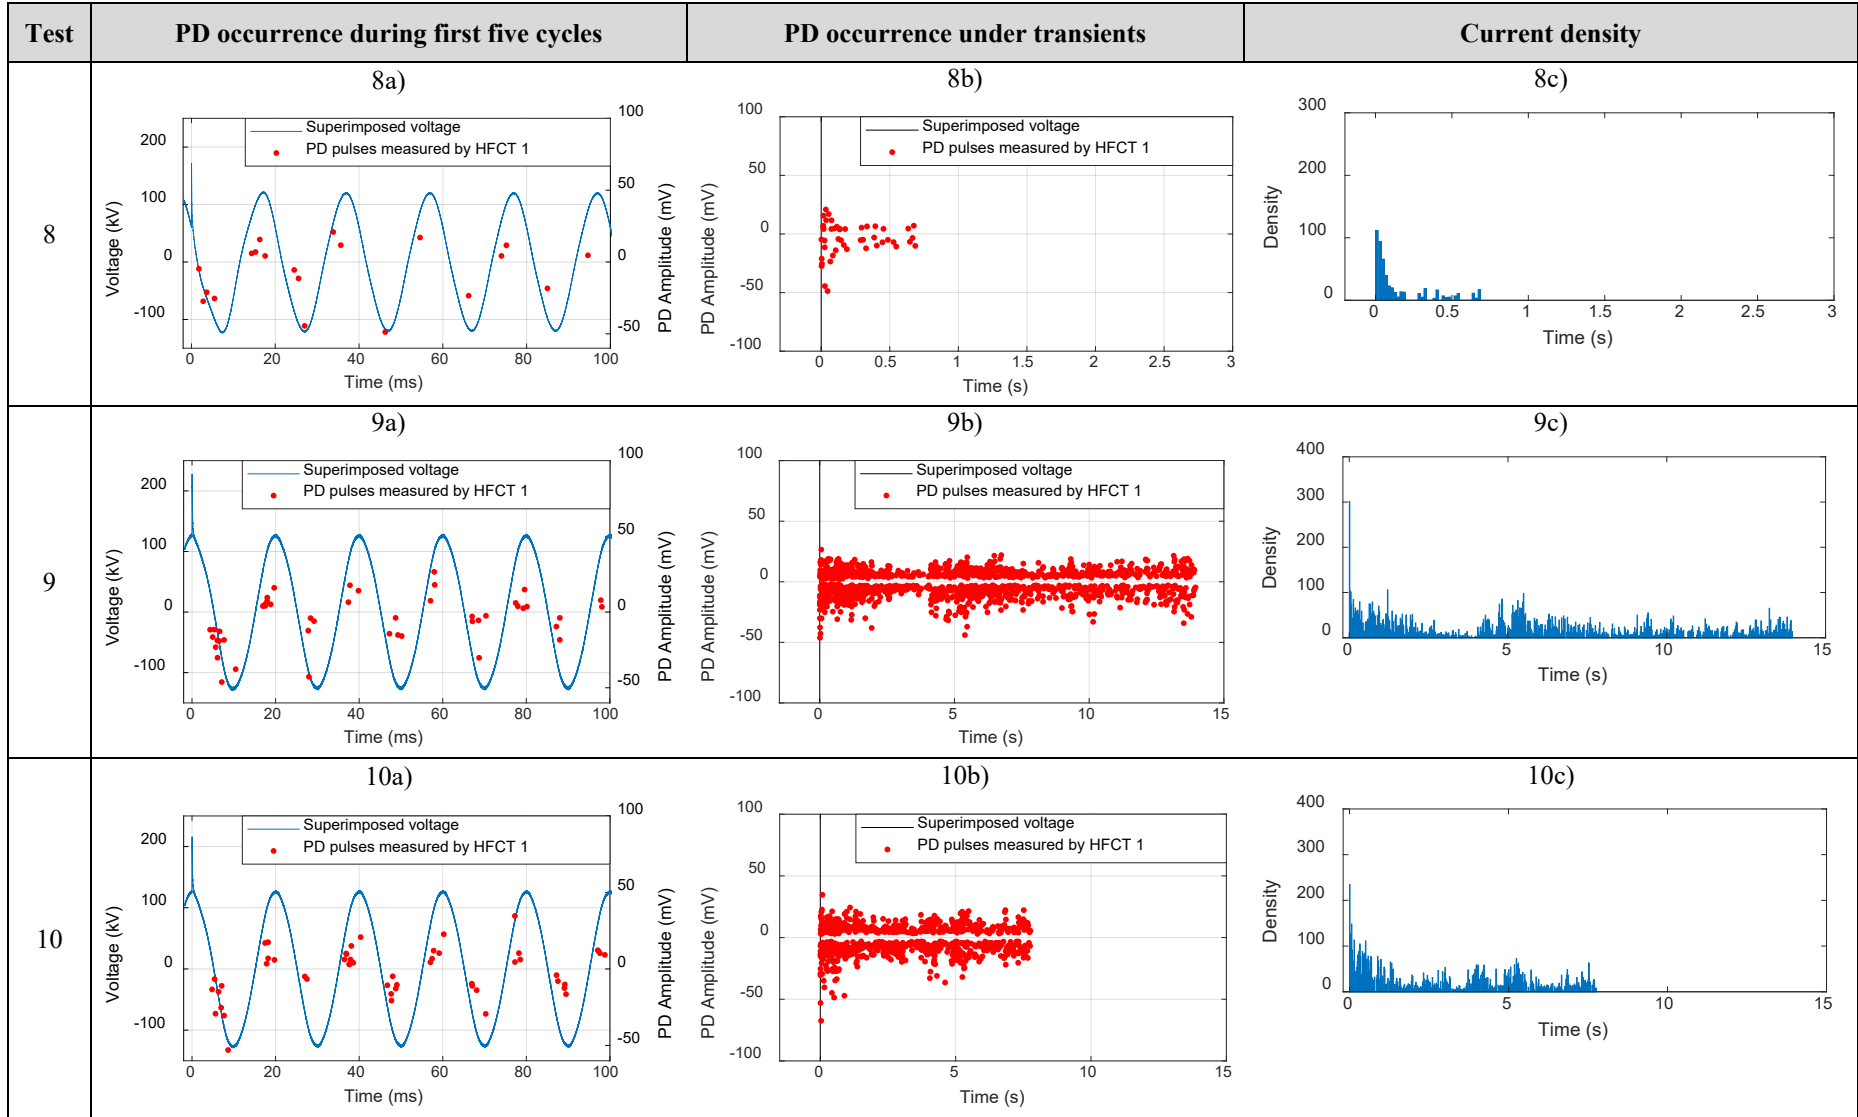 Test PD occurrence during first five cycles PD occurrence under transients Current density
8
8a)
100
200
Superimposed voltage
PD pulses measured by HFCT 1
50
100
0
0
-100
-50
Voltage (kV)
PD Amplitude (mV)
0 20 40 60 80 100
Time (ms)
8b)
100
Superimposed voltage
PD pulses measured by HFCT 1
50
0
-50
-100
PD Amplitude (mV)
0 0.5 1 1.5 2 2.5 3
Time (s)
8c)
300
200
100
0
Density
0 0.5 1 1.5 2 2.5 3
Time (s)
9
9a)
100
200
Superimposed voltage
PD pulses measured by HFCT 1
50
100
0
0
-100
-50
Voltage (kV)
PD Amplitude (mV)
0 20 40 60 80 100
Time (ms)
9b)
100
Superimposed voltage
PD pulses measured by HFCT 1
50
0
-50
-100
PD Amplitude (mV)
0 5 10 15
Time (s)
9c)
400
300
200
100
0
Density
0 5 10 15
Time (s)
10
10a)
100
200
Superimposed voltage
PD pulses measured by HFCT 1
50
100
0
0
-100
-50
Voltage (kV)
PD Amplitude (mV)
0 20 40 60 80 100
Time (ms)
10b)
100
Superimposed voltage
PD pulses measured by HFCT 1
50
0
-50
-100
PD Amplitude (mV)
0 5 10 15
Time (s)
10c)
400
300
200
100
0
Density
0 5 10 15
Time (s)